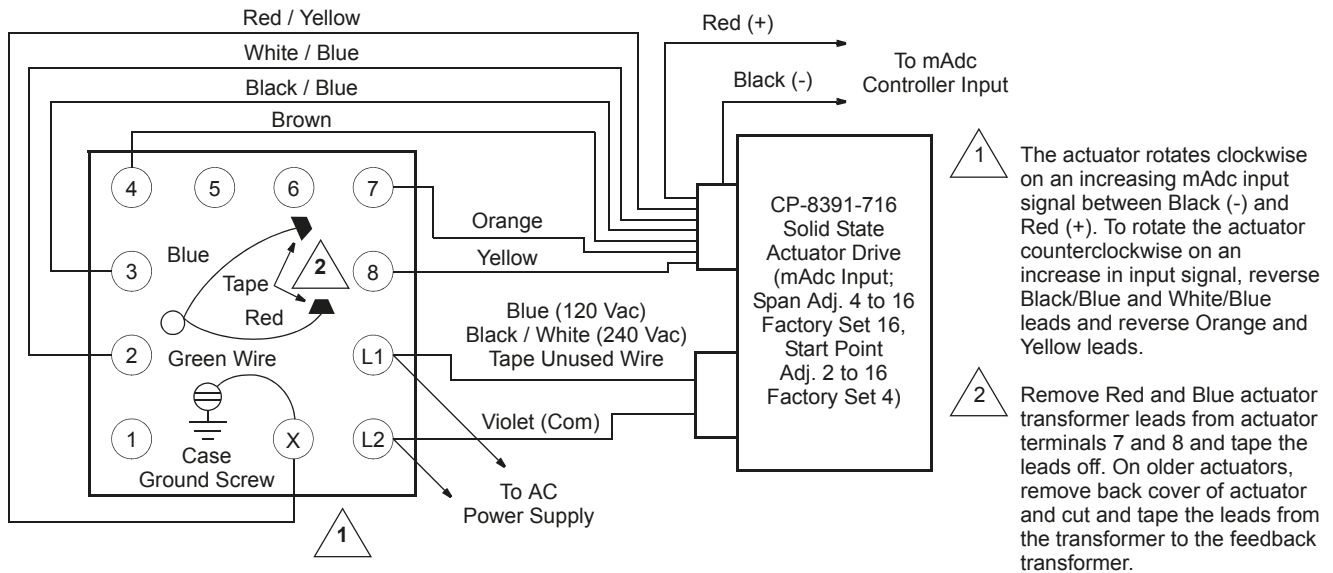 Red / Yellow
White / Blue
Black / Blue
Brown
Red (+)
Black (-)
To mAdc
Controller Input
4
5
6
7
Orange
Blue
3
Tape
2
8
Yellow
Red
2
Green Wire
L1
Blue (120 Vac)
Black / White (240 Vac)
Tape Unused Wire
1
Case
Ground Screw
X
L2
Violet (Com)
To AC
Power Supply
1
CP-8391-716
Solid State
Actuator Drive
(mAdc Input;
Span Adj. 4 to 16
Factory Set 16,
Start Point
Adj. 2 to 16
Factory Set 4)
1
The actuator rotates clockwise
on an increasing mAdc input
signal between Black (-) and
Red (+). To rotate the actuator
counterclockwise on an
increase in input signal, reverse
Black/Blue and White/Blue
leads and reverse Orange and
Yellow leads.
2
Remove Red and Blue actuator
transformer leads from actuator
terminals 7 and 8 and tape the
leads off. On older actuators,
remove back cover of actuator
and cut and tape the leads from
the transformer to the feedback
transformer.